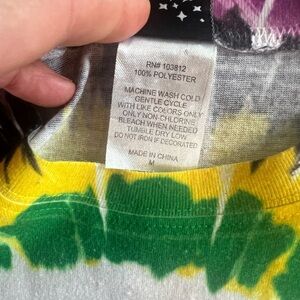 RN# 103812
100% POLYESTER
MACHINE WASH COLD
GENTLE CYCLE
WITH LIKE COLORS ONLY
ONLY NON-CHLORINE
BLEACH WHEN NEEDED
TUMBLE DRY LOW
DO NOT IRON IF DECORATED
MADE IN CHINA
M